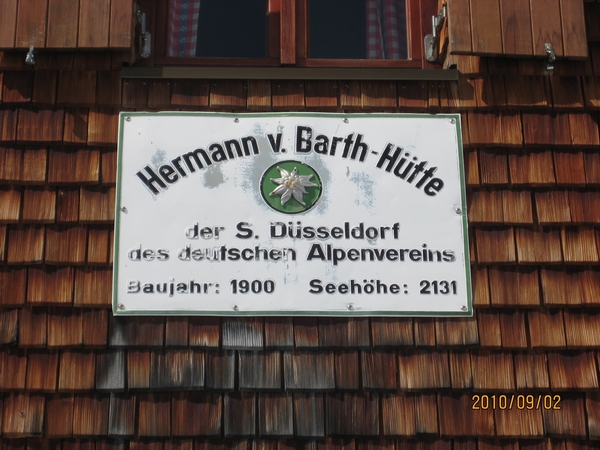 Hermann v. Barth-Hütte
der S. Düsseldorf
des deutschen Alpenvereins
Baujahr: 1900 Seehöhe: 2131
2010/09/02